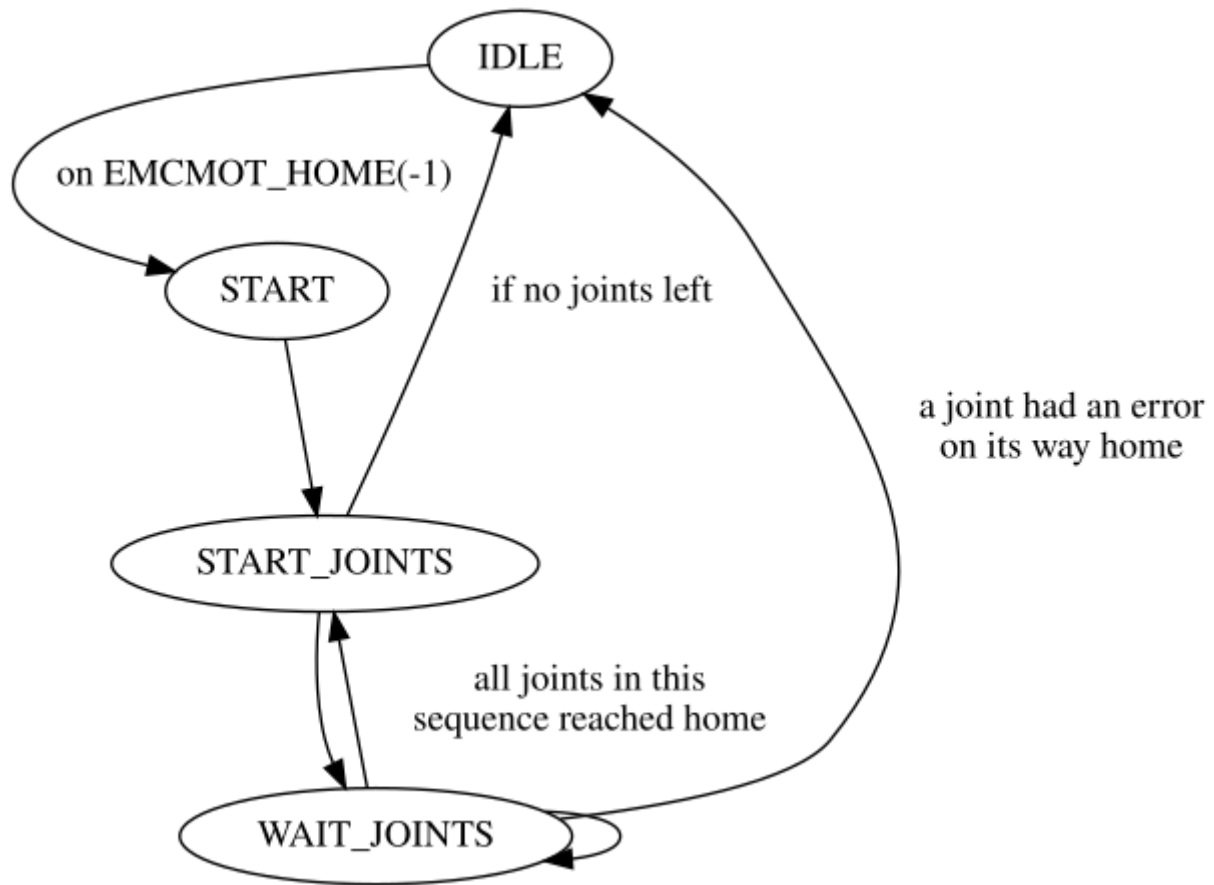 IDLE
on EMCMOT_HOME(-1)
START
if no joints left
a joint had an error
on its way home
START_JOINTS
all joints in this
sequence reached home
WAIT_JOINTS